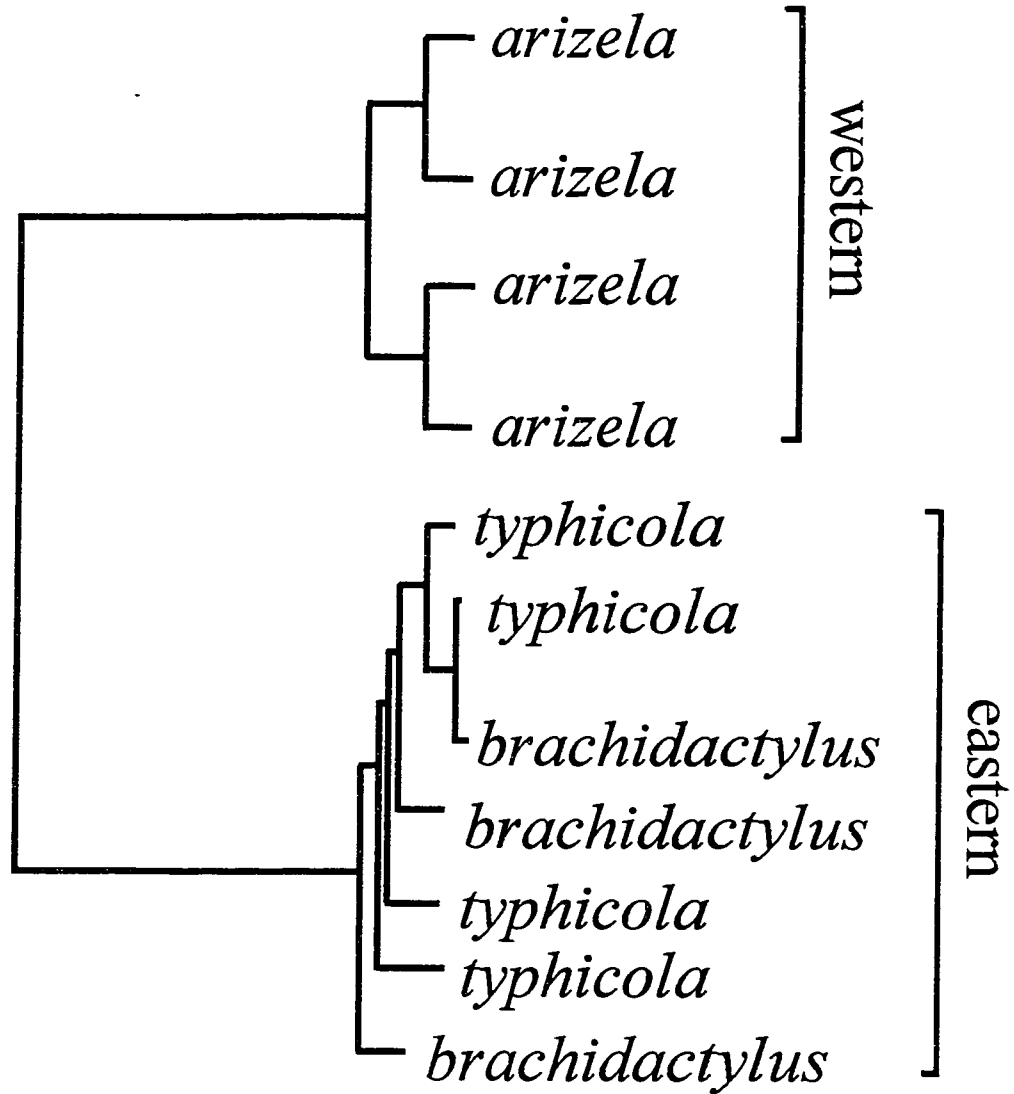 arizela
arizela
arizela
arizela
western
typhicola
typhicola
brachidactylus
brachidactylus
typhicola
typhicola
brachidactylus
eastern